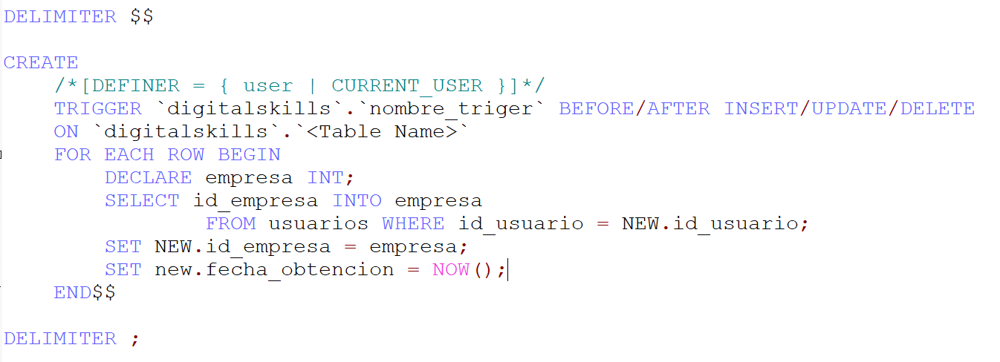 DELIMITER $$
CREATE
/*[DEFINER = { user | CURRENT_USER }]*/
TRIGGER `digitalskills`.`nombre_triger` BEFORE/AFTER INSERT/UPDATE/DELETE
ON `digitalskills`.`<Table Name>`
FOR EACH ROW BEGIN
DECLARE empresa INT;
SELECT id_empresa INTO empresa
FROM usuarios WHERE id_usuario = NEW.id_usuario;
SET NEW.id_empresa = empresa;
SET new.fecha_obtencion = NOW();
END$$
DELIMITER ;